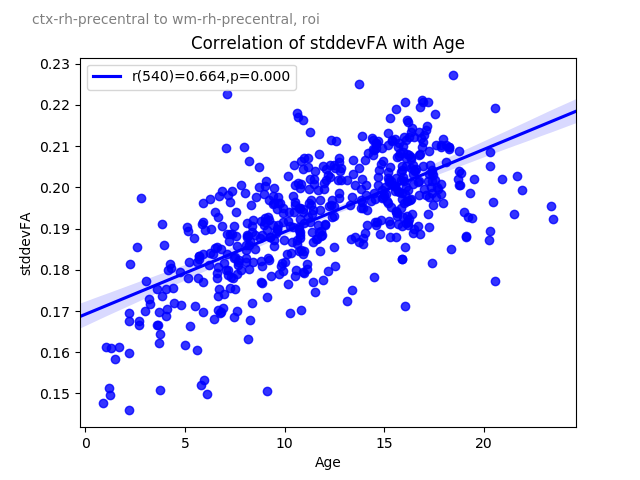 ctx-rh-precentral to wm-rh-precentral, roi
Correlation of stddevFA with Age
r(540)=0.664,p=0.000
0.23
0.22
0.21
0.20
0.19
0.18
0.17
0.16
0.15
stddevFA
0
5
10
15
20
Age